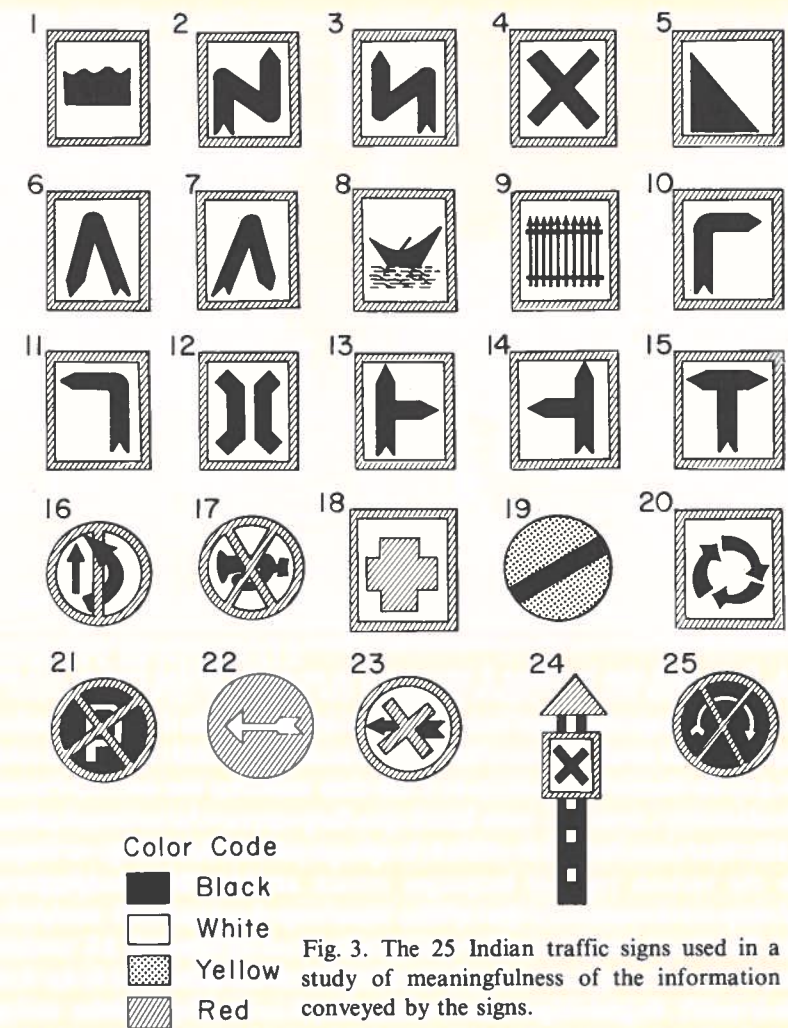 1 2 3 4 5
6 7 8 9 10
11 12 13 14 15
16 17 18 19 20
21 22 23 24 25
P
Color Code
Black
White
Yellow
Red
Fig. 3. The 25 Indian traffic signs used in a
study of meaningfulness of the information
conveyed by the signs.